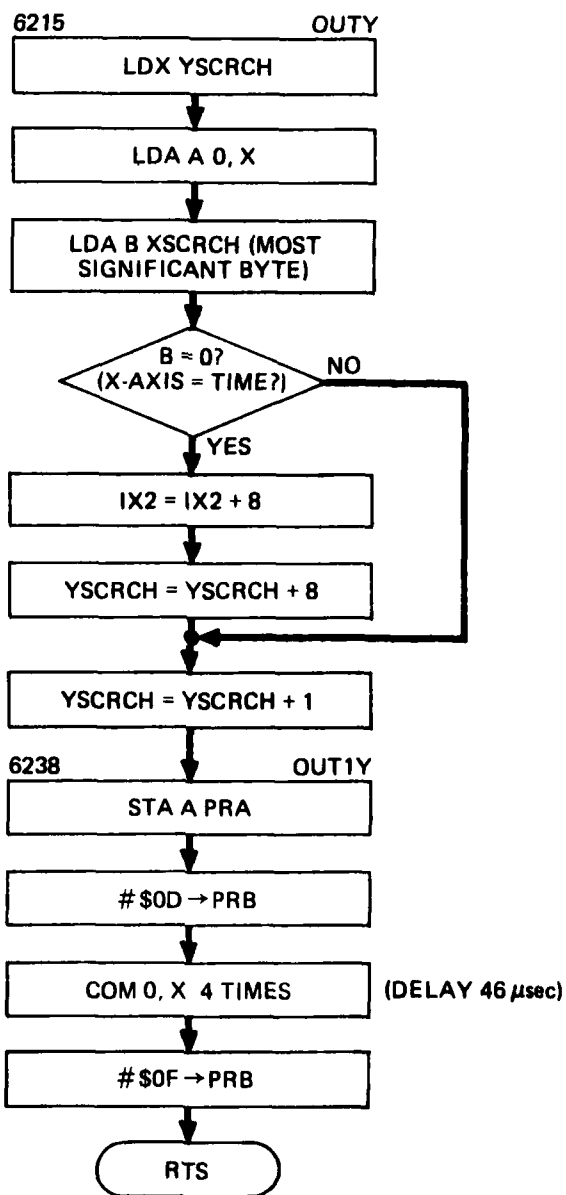 6215 OUTY
LDX YSCRCH
LDA A 0, X
LDA B XSCRCH (MOST
SIGNIFICANT BYTE)
B = 0?
(X-AXIS = TIME?)
NO
YES
IX2 = IX2 + 8
YSCRCH = YSCRCH + 8
YSCRCH = YSCRCH + 1
6238 OUT1Y
STA A PRA
# $0D → PRB
COM 0, X 4 TIMES (DELAY 46 μsec)
# $0F → PRB
RTS